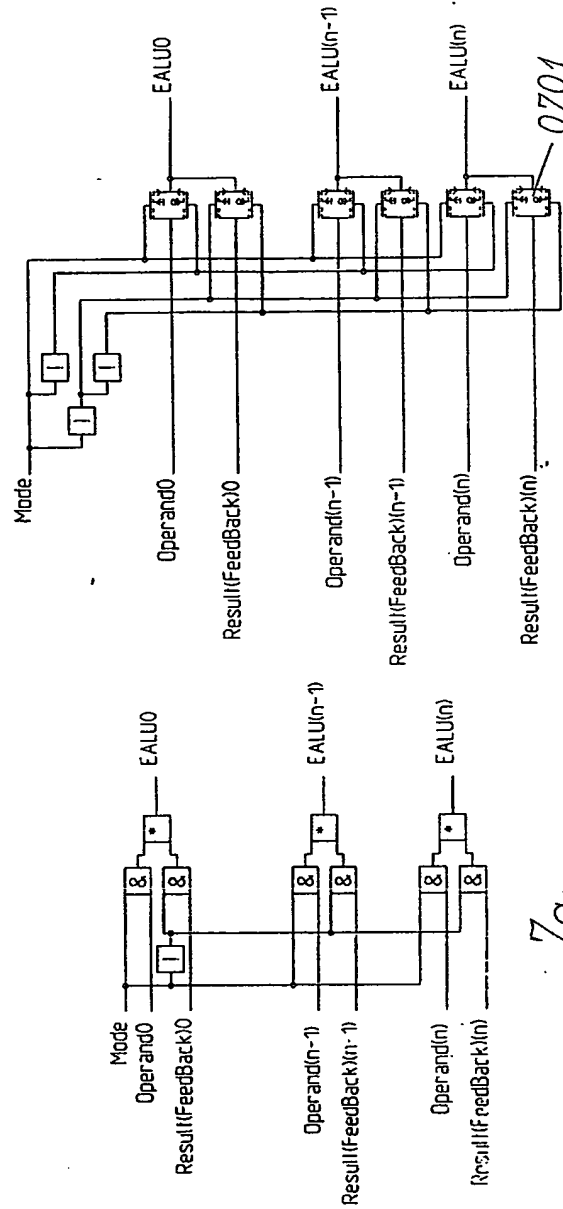 Mode
Operand0
Result(FeedBack)0
&
&
*
EALU0
Operand(n-1)
Result(FeedBack)(n-1)
&
&
*
EALU(n-1)
Operand(n)
Result(FeedBack)(n)
&
&
*
EALU(n)
Mode
Operand0
Result(FeedBack)0
EALU0
Operand(n-1)
Result(FeedBack)(n-1)
EALU(n-1)
Operand(n)
Result(FeedBack)(n)
EALU(n)
0701